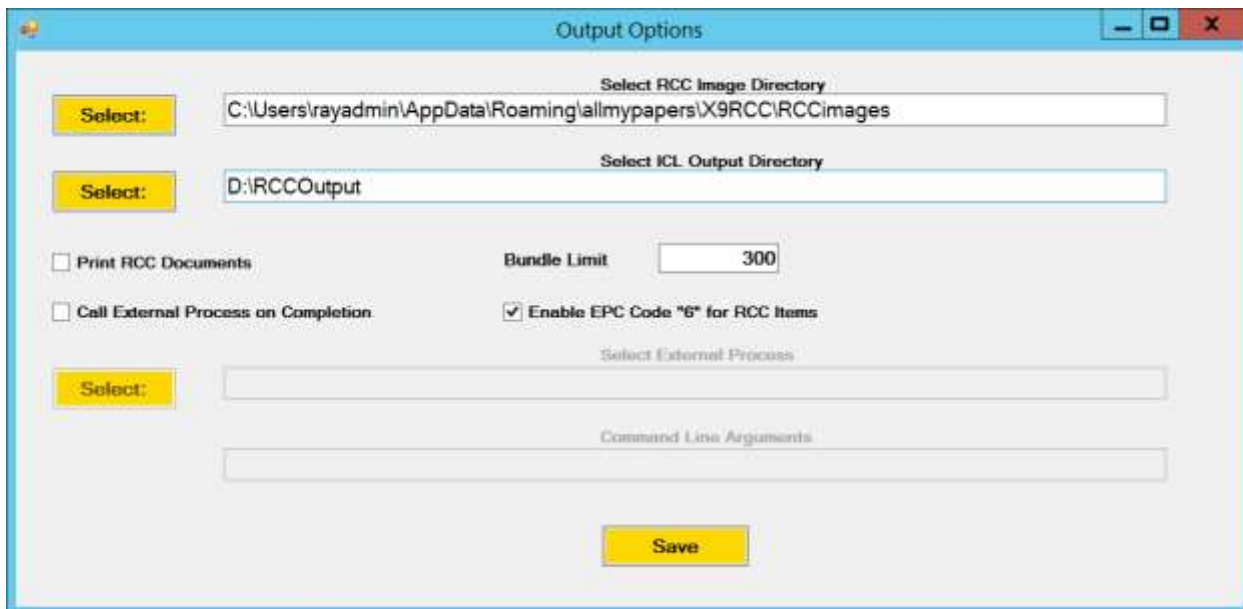 Output Options
Select RCC Image Directory
Select: C:\Users\rayadmin\AppData\Roaming\allmypapers\X9RCC\RCCimages
Select ICL Output Directory
Select: D:\RCCOutput
Print RCC Documents Bundle Limit 300
Call External Process on Completion Enable EPC Code "6" for RCC Items
Select External Process
Select:
Command Line Arguments
Save